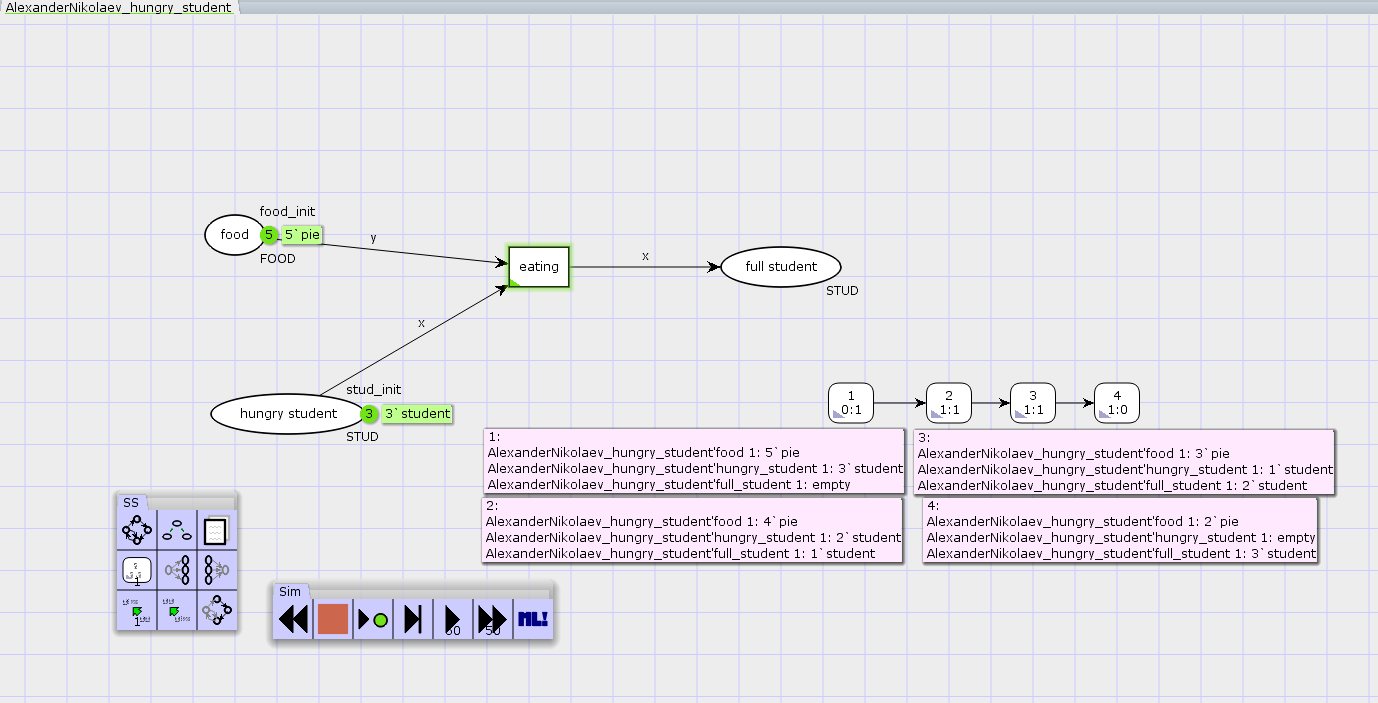 AlexanderNikolaev_hungry_student
food_init
food
5
5`pie
FOOD
y
eating
x
full student
STUD
x
stud_init
hungry student
3
3`student
STUD
1
0:1
2
1:1
3
1:1
4
1:0
1:
AlexanderNikolaev_hungry_student'food 1: 5`pie
AlexanderNikolaev_hungry_student'hungry_student 1: 3`student
AlexanderNikolaev_hungry_student'full_student 1: empty
3:
AlexanderNikolaev_hungry_student'food 1: 3`pie
AlexanderNikolaev_hungry_student'hungry_student 1: 1`student
AlexanderNikolaev_hungry_student'full_student 1: 2`student
2:
AlexanderNikolaev_hungry_student'food 1: 4`pie
AlexanderNikolaev_hungry_student'hungry_student 1: 2`student
AlexanderNikolaev_hungry_student'full_student 1: 1`student
4:
AlexanderNikolaev_hungry_student'food 1: 2`pie
AlexanderNikolaev_hungry_student'hungry_student 1: empty
AlexanderNikolaev_hungry_student'full_student 1: 3`student
SS
1
1
Sim
50
50
ML!